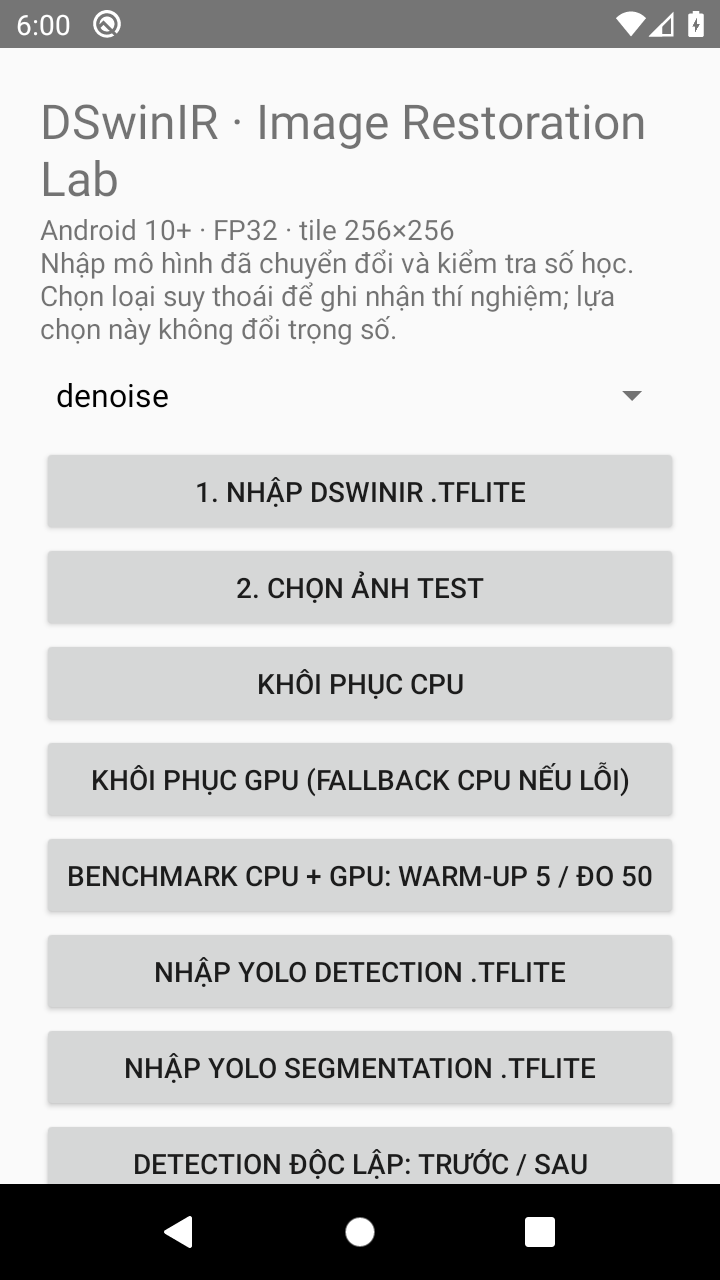 6:00
DSwinIR · Image Restoration
Lab
Android 10+ · FP32 · tile 256×256
Nhập mô hình đã chuyển đổi và kiểm tra số học.
Chọn loại suy thoái để ghi nhận thí nghiệm; lựa
chọn này không đổi trọng số.
denoise
1. NHẬP DSWINIR .TFLITE
2. CHỌN ẢNH TEST
KHÔI PHỤC CPU
KHÔI PHỤC GPU (FALLBACK CPU NẾU LỖI)
BENCHMARK CPU + GPU: WARM-UP 5 / ĐO 50
NHẬP YOLO DETECTION .TFLITE
NHẬP YOLO SEGMENTATION .TFLITE
DETECTION ĐỘC LẬP: TRƯỚC / SAU